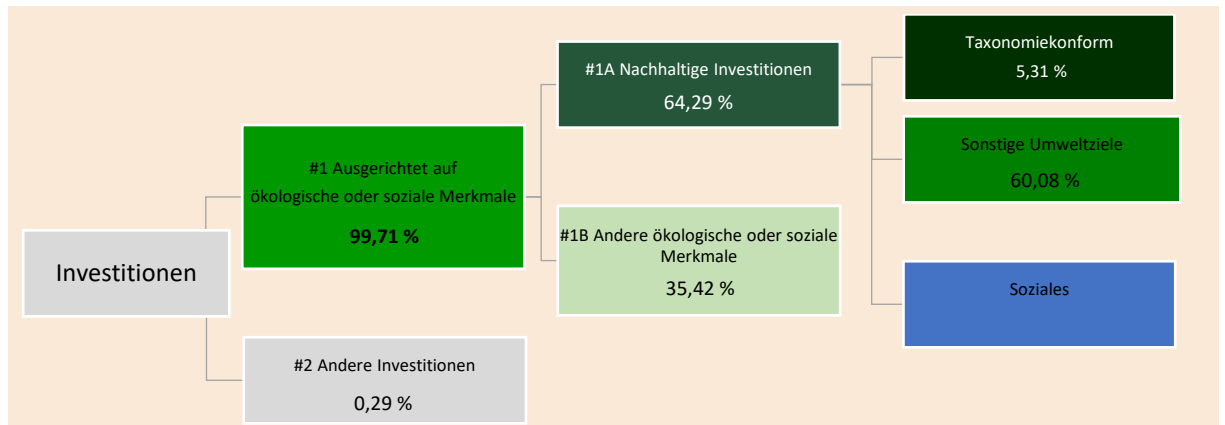 Investitionen
#1 Ausgerichtet auf
ökologische oder soziale Merkmale
99,71 %
#2 Andere Investitionen
0,29 %
#1A Nachhaltige Investitionen
64,29 %
#1B Andere ökologische oder soziale
Merkmale
35,42 %
Taxonomiekonform
5,31 %
Sonstige Umweltziele
60,08 %
Soziales